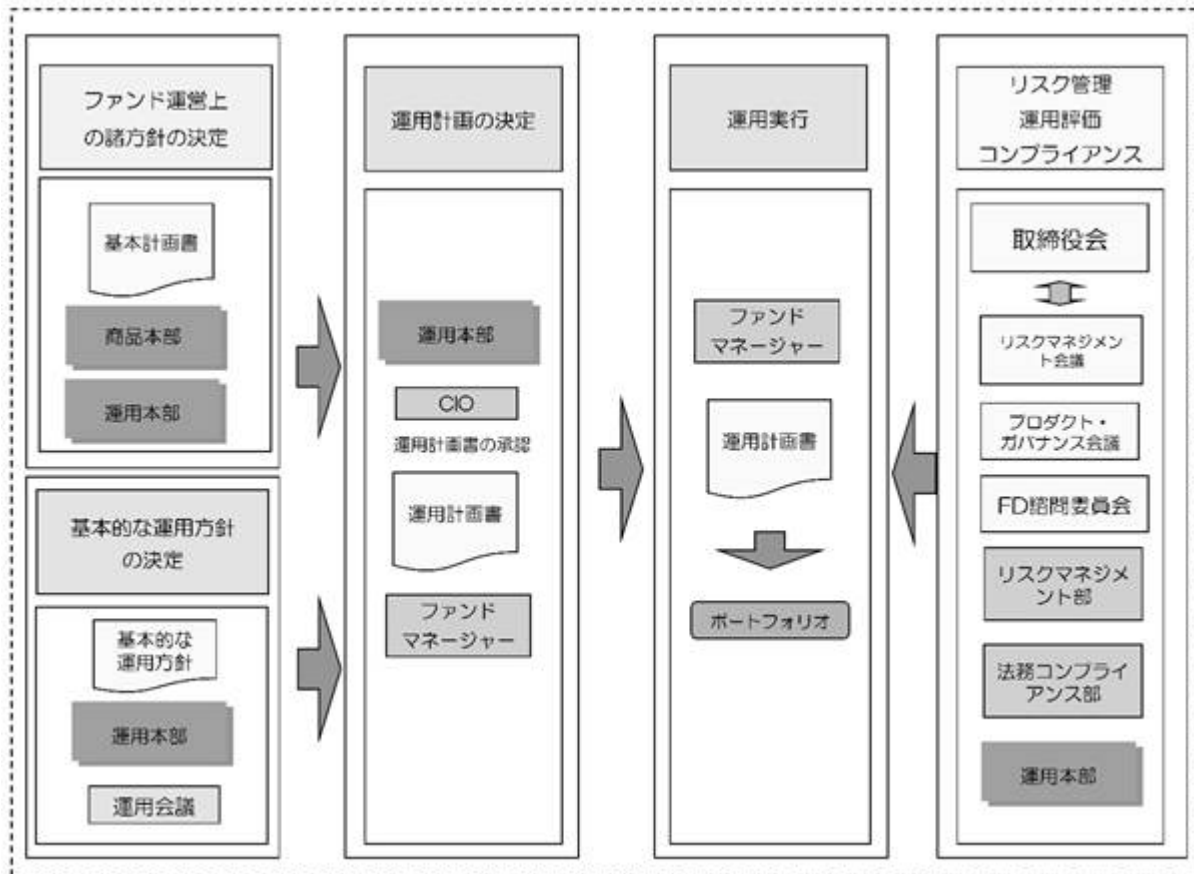 ファンド運営上
の諸方針の決定
基本計画書
商品本部
運用本部
基本的な運用方針
の決定
基本的な
運用方針
運用本部
運用会議
運用計画の決定
運用本部
CIO
運用計画書の承認
運用計画書
ファンド
マネージャー
運用実行
ファンド
マネージャー
運用計画書
ポートフォリオ
リスク管理
運用評価
コンプライアンス
取締役会
リスクマネジメン
ト会議
プロダクト・
ガバナンス会議
FD諮問委員会
リスクマネジメ
ント部
法務コンプライ
アンス部
運用本部